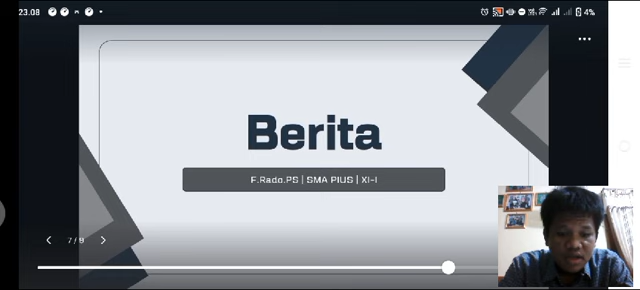 23.08
4%
Berita
F.Rado.PS | SMA PIUS | XI-I
7/9